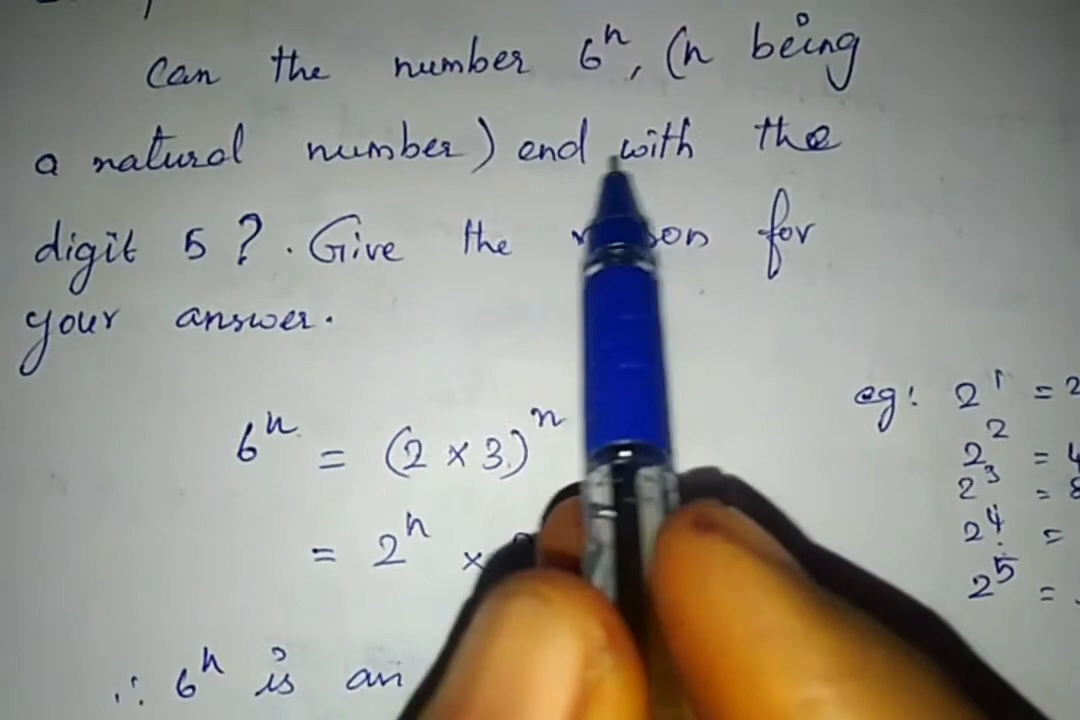 Can the number 6ⁿ, (n being
a natural number) end with the
digit 5 ?. Give the for
your answer.
6ⁿ = (2 x 3)ⁿ
= 2ⁿ x
∴ 6ⁿ is an
eg: 2¹ = 2
2² = 4
2³ = 8
2⁴ =
2⁵ =